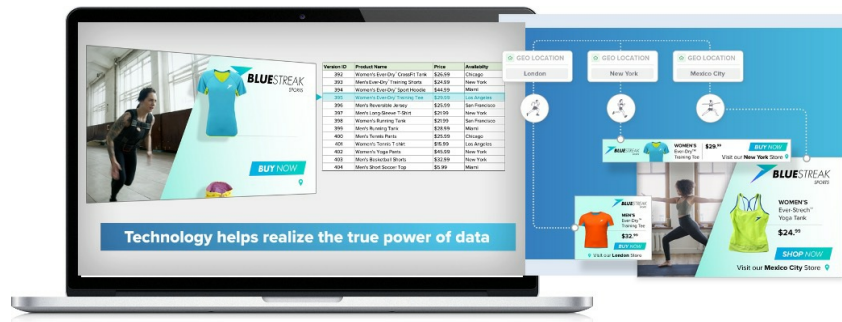 BLUESTREAK
SPORTS
BUY NOW
Version ID Product Name Price Availability
392 Women's Ever-Dry™ CrossFit Tank $26.99 Chicago
393 Men's Ever-Dry™ Training Shorts $24.99 New York
394 Women's Ever-Dry™ Sport Hoodie $44.99 Miami
395 Women's Ever-Dry™ Training Tee $29.99 Los Angeles
396 Men's Reversible Jersey $25.99 San Francisco
397 Men's Long-Sleeve T-Shirt $21.99 New York
398 Women's Running Tank $21.99 San Francisco
399 Men's Running Tank $28.99 Miami
400 Men's Tennis Pants $25.99 Chicago
401 Women's Tennis T-shirt $16.99 Los Angeles
402 Women's Yoga Pants $46.99 New York
403 Men's Basketball Shorts $32.99 New York
404 Men's Short Soccer Top $5.99 Miami
Technology helps realize the true power of data
GEO LOCATION
London
GEO LOCATION
New York
GEO LOCATION
Mexico City
BLUESTREAK
WOMEN'S
Ever-Dry™
Training Tee
$29.99
BUY NOW
Visit our New York Store
BLUESTREAK
MEN'S
Ever-Dry™
Training Tee
$32.99
BUY NOW
Visit our London Store
BLUESTREAK
SPORTS
WOMEN'S
Ever-Strech™
Yoga Tank
$24.99
SHOP NOW
Visit our Mexico City Store